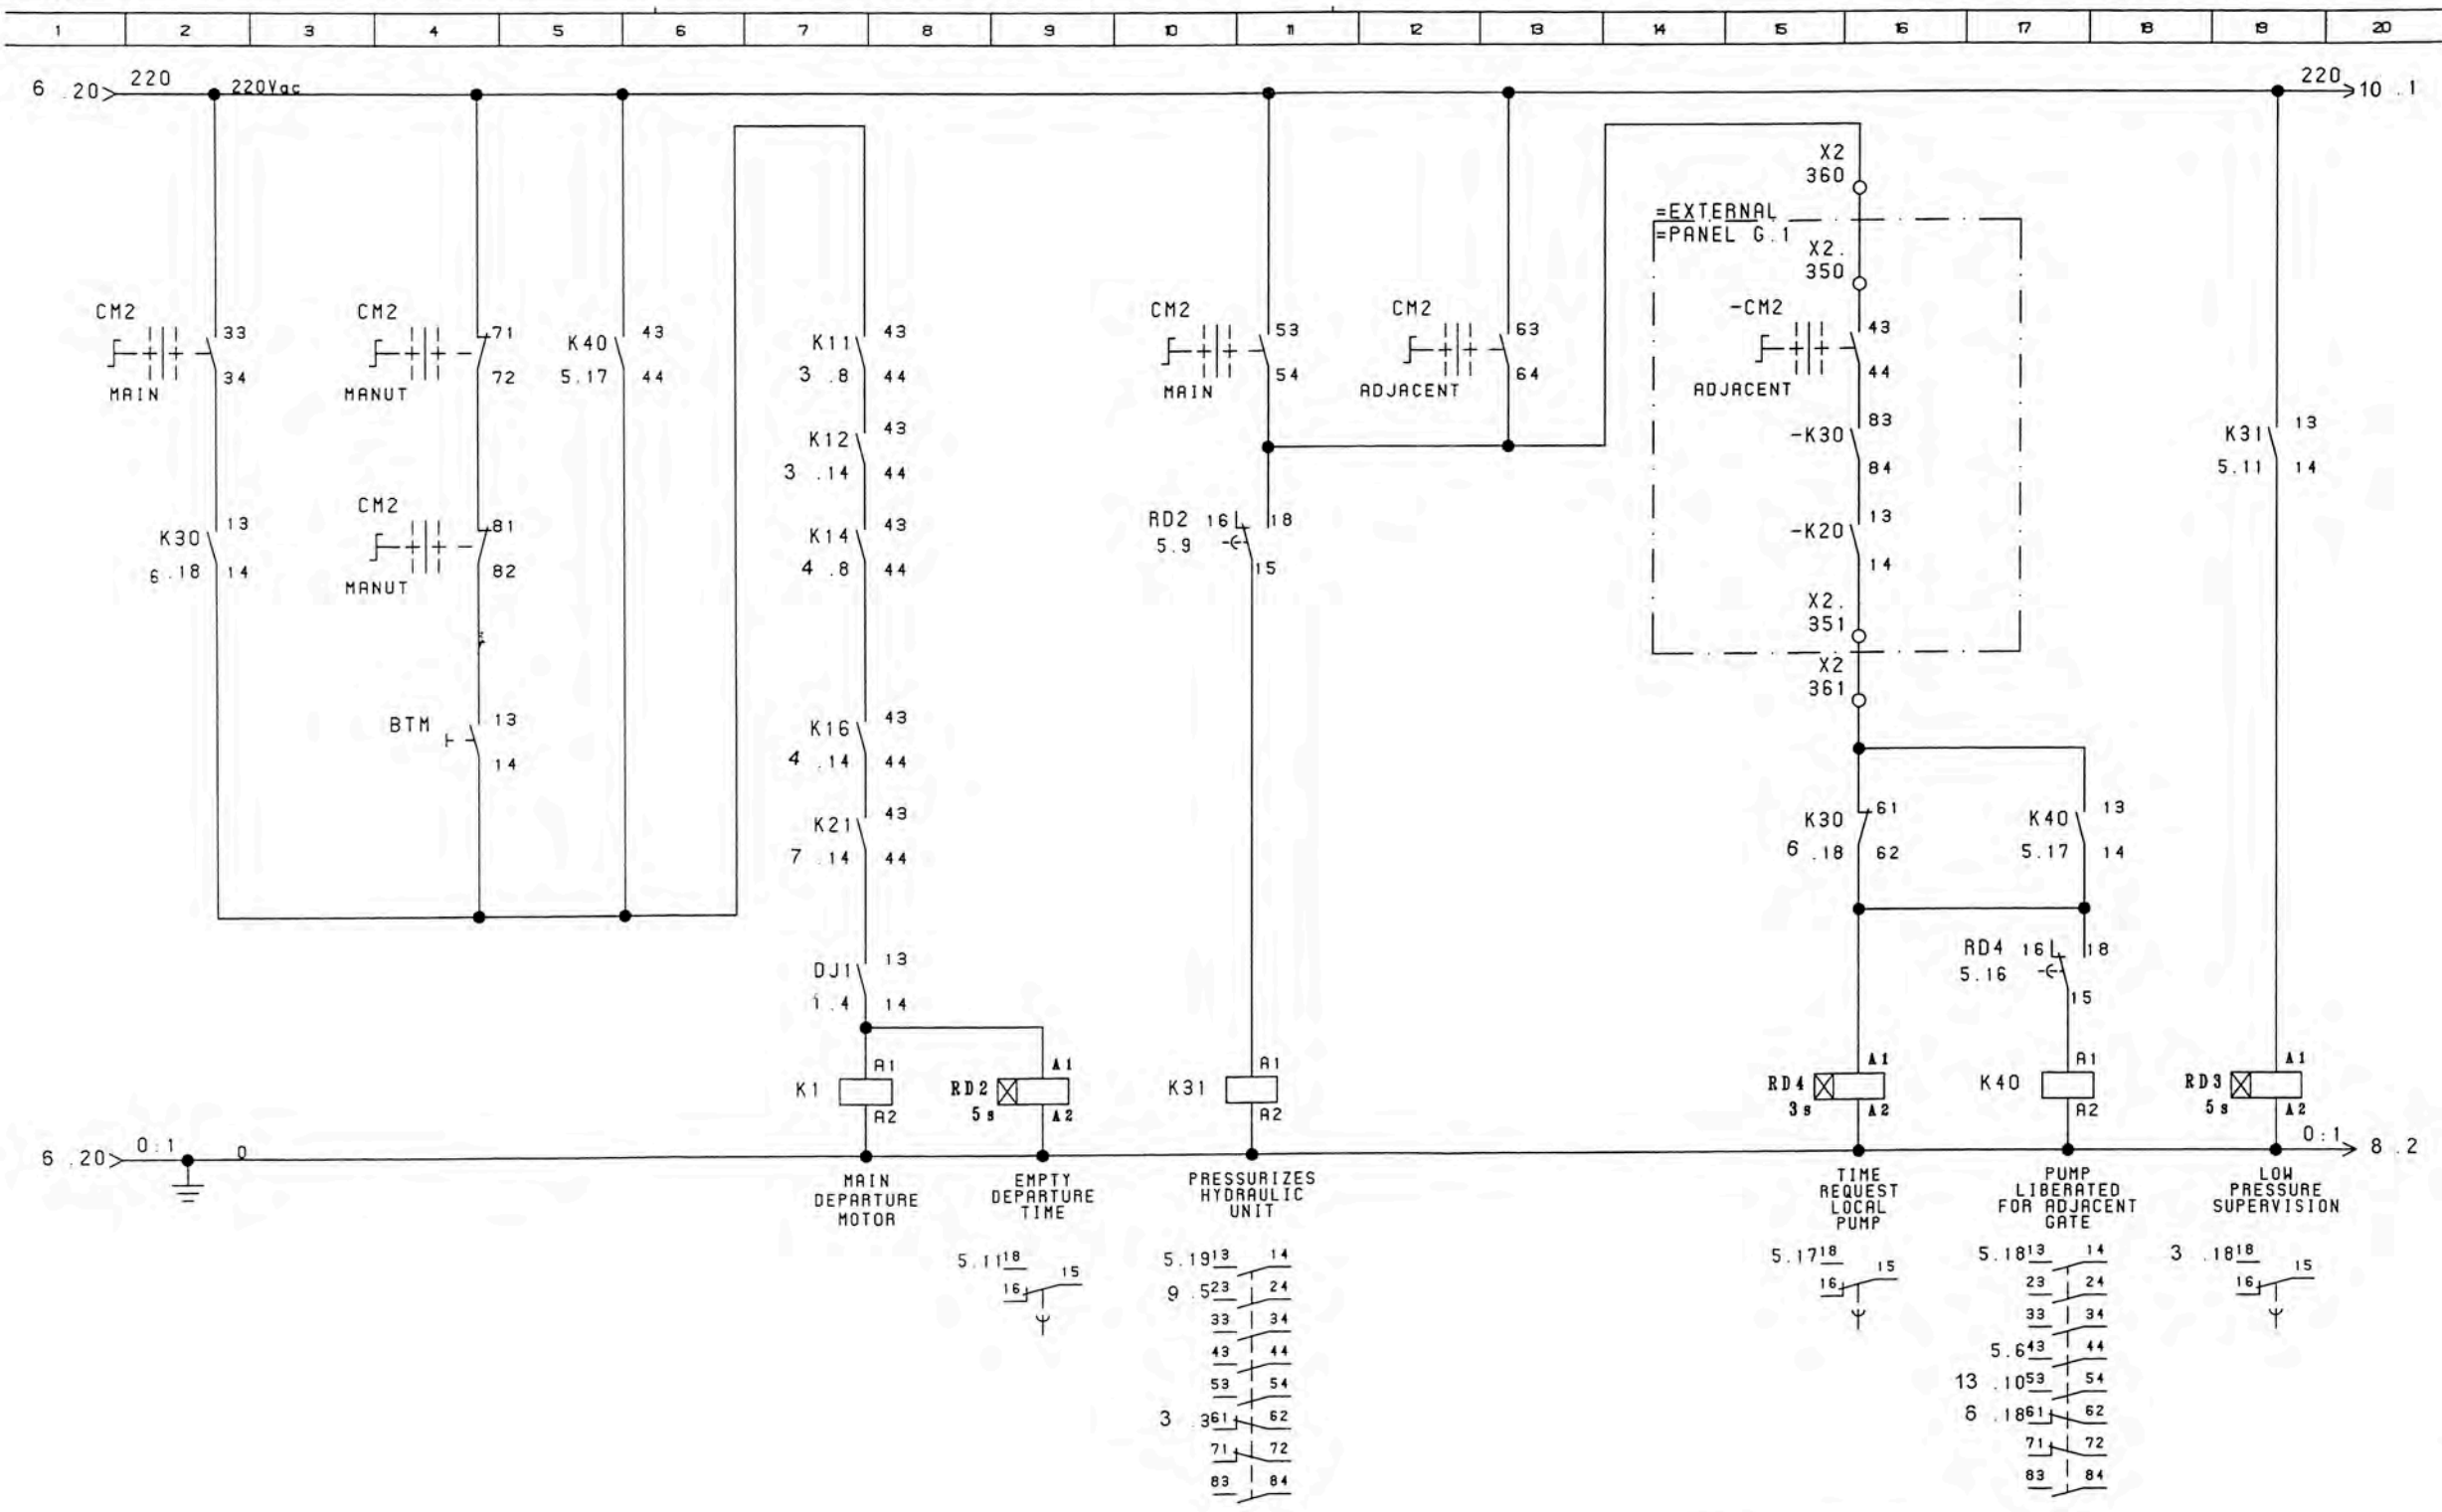 1 2 3 4 5 6 7 8 9 10 11 12 13 14 15 16 17 18 19 20
6 .20 220 220Vac 220 10 .1
X2
360
=EXTERNAL
=PANEL G.1
X2.
350
CM2 33
34
MAIN
CM2 71
72
MANUT
K40 43
5.17 44
K11 43
3 .8 44
CM2 53
54
MAIN
CM2 63
64
ADJACENT
-CM2 43
44
ADJACENT
K12 43
3 .14 44
-K30 83
84
K31 13
5.11 14
K30 13
6.18 14
CM2 81
82
MANUT
K14 43
4 .8 44
RD2 16 18
5.9
15
-K20 13
14
X2.
351
X2
361
BTM 13
14
K16 43
4 .14 44
K21 43
7 .14 44
K30 61
6 .18 62
K40 13
5.17 14
DJ1 13
1.4 14
RD4 16 18
5.16
15
K1 A1
A2
RD2 A1
5s A2
K31 A1
A2
RD4 A1
3s A2
K40 A1
A2
RD3 A1
5s A2
6 .20 0:1 0 0:1 8.2
MAIN
DEPARTURE
MOTOR
EMPTY
DEPARTURE
TIME
PRESSURIZES
HYDRAULIC
UNIT
TIME
REQUEST
LOCAL
PUMP
PUMP
LIBERATED
FOR ADJACENT
GATE
LOW
PRESSURE
SUPERVISION
5.11 18
16 15
5.19 13 14
9 .5 23 24
33 34
43 44
53 54
3 .3 61 62
71 72
83 84
5.17 18
16 15
5.18 13 14
23 24
33 34
5.6 43 44
13 .10 53 54
6 .18 61 62
71 72
83 84
3 .18 18
16 15